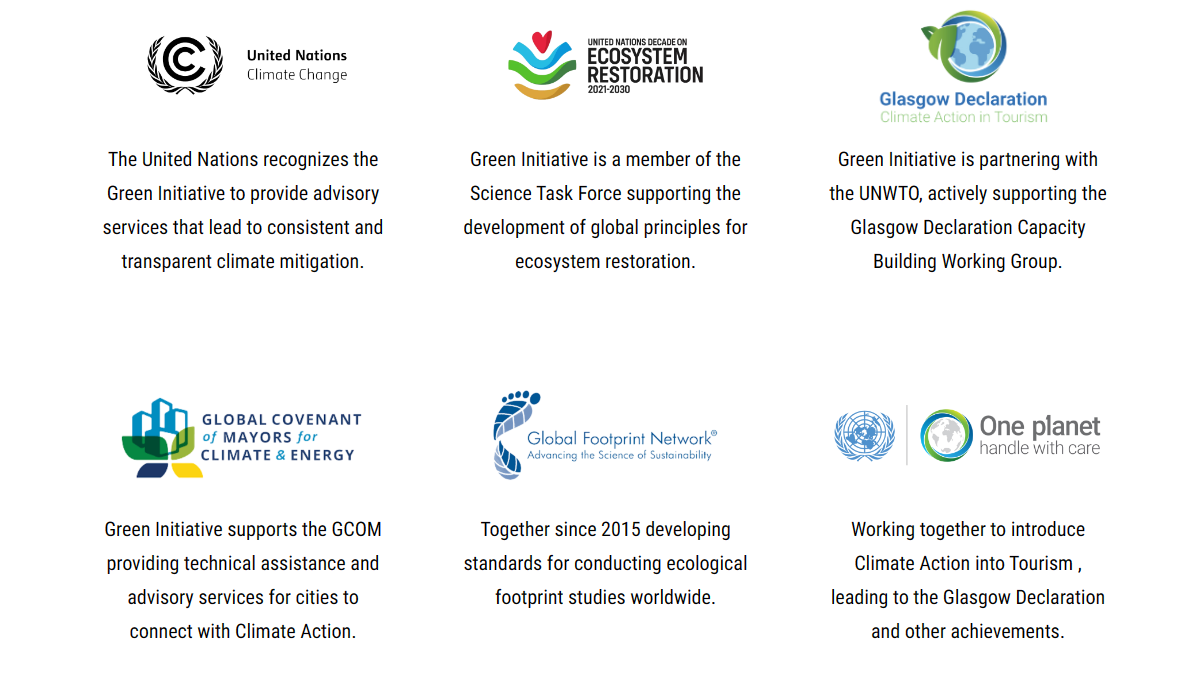 United Nations
Climate Change
The United Nations recognizes the
Green Initiative to provide advisory
services that lead to consistent and
transparent climate mitigation.
UNITED NATIONS DECADE ON
ECOSYSTEM
RESTORATION
2021-2030
Green Initiative is a member of the
Science Task Force supporting the
development of global principles for
ecosystem restoration.
Glasgow Declaration
Climate Action in Tourism
Green Initiative is partnering with
the UNWTO, actively supporting the
Glasgow Declaration Capacity
Building Working Group.
GLOBAL COVENANT
of MAYORS for
CLIMATE & ENERGY
Green Initiative supports the GCOM
providing technical assistance and
advisory services for cities to
connect with Climate Action.
Global Footprint Network®
Advancing the Science of Sustainability
Together since 2015 developing
standards for conducting ecological
footprint studies worldwide.
One planet
handle with care
Working together to introduce
Climate Action into Tourism ,
leading to the Glasgow Declaration
and other achievements.